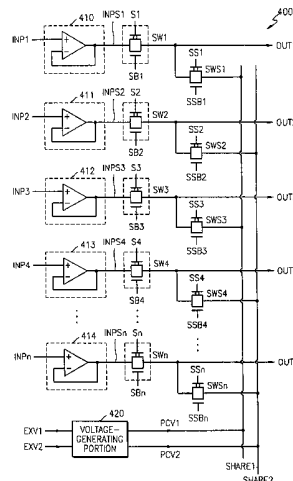 410
INPS1
S1
400
INP1
SW1
OUT
SS1
SB1
SWS1
SSB1
411
INPS2
S2
INP2
SW2
OUT
SS2
SB2
SWS2
SSB2
412
INPS3
S3
INP3
SW3
OUT
SS3
SB3
SWS3
SSB3
413
INPS4
S4
INP4
SW4
OUT
SS4
SB4
SWS4
SSB4
414
INPSn
Sn
INPn
SWn
OUT
SSn
SBn
SWSn
SSBn
420
EXV1
VOLTAGE-
PCV1
GENERATING
EXV2
PORTION
PCV2
SHARE1
SHARE2